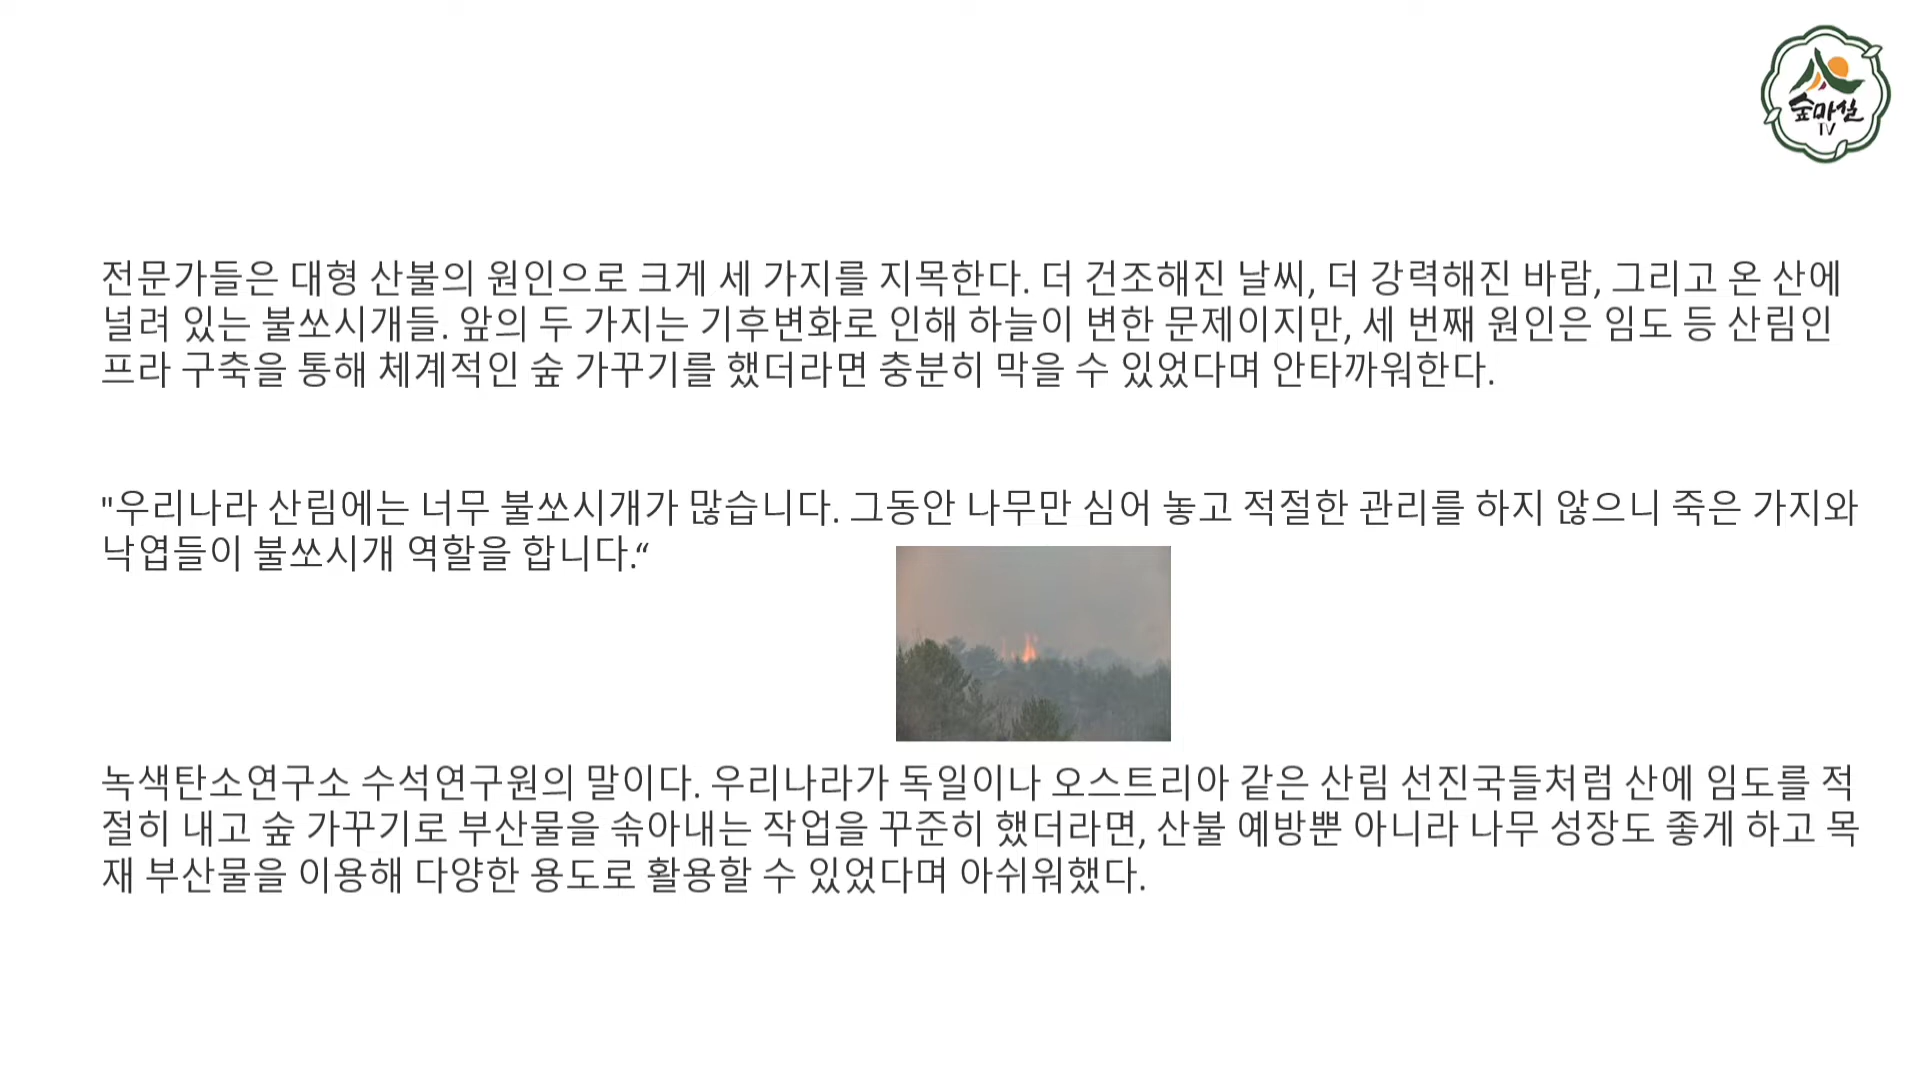 숲마실
TV
전문가들은 대형 산불의 원인으로 크게 세 가지를 지목한다. 더 건조해진 날씨, 더 강력해진 바람, 그리고 온 산에
널려 있는 불쏘시개들. 앞의 두 가지는 기후변화로 인해 하늘이 변한 문제이지만, 세 번째 원인은 임도 등 산림인
프라 구축을 통해 체계적인 숲 가꾸기를 했더라면 충분히 막을 수 있었다며 안타까워한다.
"우리나라 산림에는 너무 불쏘시개가 많습니다. 그동안 나무만 심어 놓고 적절한 관리를 하지 않으니 죽은 가지와
낙엽들이 불쏘시개 역할을 합니다.“
녹색탄소연구소 수석연구원의 말이다. 우리나라가 독일이나 오스트리아 같은 산림 선진국들처럼 산에 임도를 적
절히 내고 숲 가꾸기로 부산물을 솎아내는 작업을 꾸준히 했더라면, 산불 예방뿐 아니라 나무 성장도 좋게 하고 목
재 부산물을 이용해 다양한 용도로 활용할 수 있었다며 아쉬워했다.